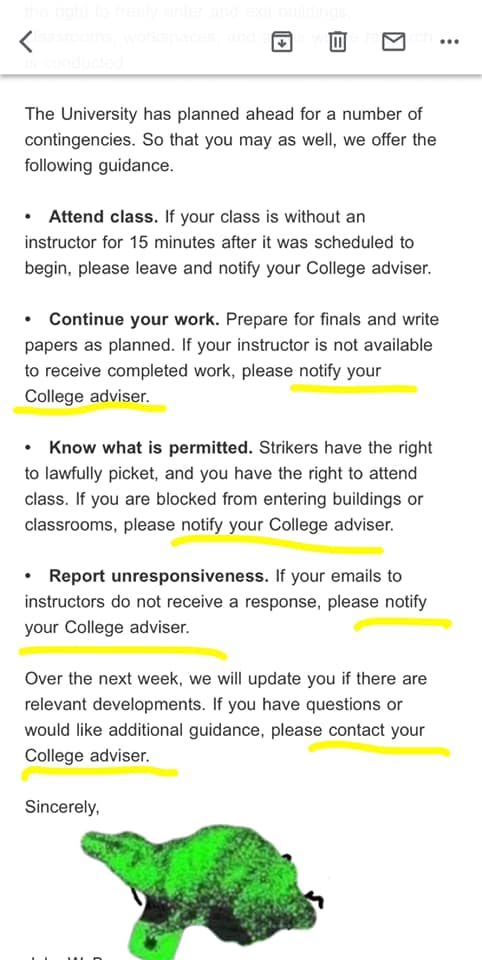 the right to freely enter and exit buildings,
classrooms, workspaces, and
is conducted
The University has planned ahead for a number of
contingencies. So that you may as well, we offer the
following guidance.
• Attend class. If your class is without an
instructor for 15 minutes after it was scheduled to
begin, please leave and notify your College adviser.
• Continue your work. Prepare for finals and write
papers as planned. If your instructor is not available
to receive completed work, please notify your
College adviser.
• Know what is permitted. Strikers have the right
to lawfully picket, and you have the right to attend
class. If you are blocked from entering buildings or
classrooms, please notify your College adviser.
• Report unresponsiveness. If your emails to
instructors do not receive a response, please notify
your College adviser.
Over the next week, we will update you if there are
relevant developments. If you have questions or
would like additional guidance, please contact your
College adviser.
Sincerely,